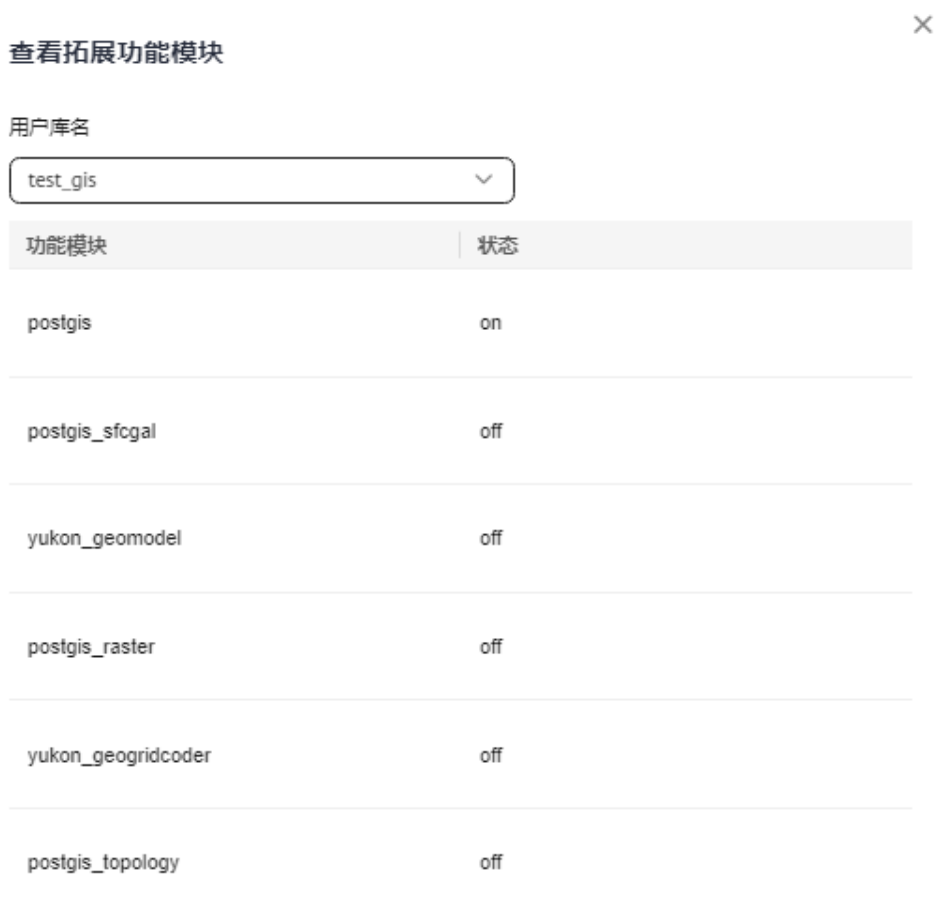 查看拓展功能模块
用户库名
test_gis
功能模块 状态
postgis on
postgis_sfcgal off
yukon_geomodel off
postgis_raster off
yukon_geogridcoder off
postgis_topology off